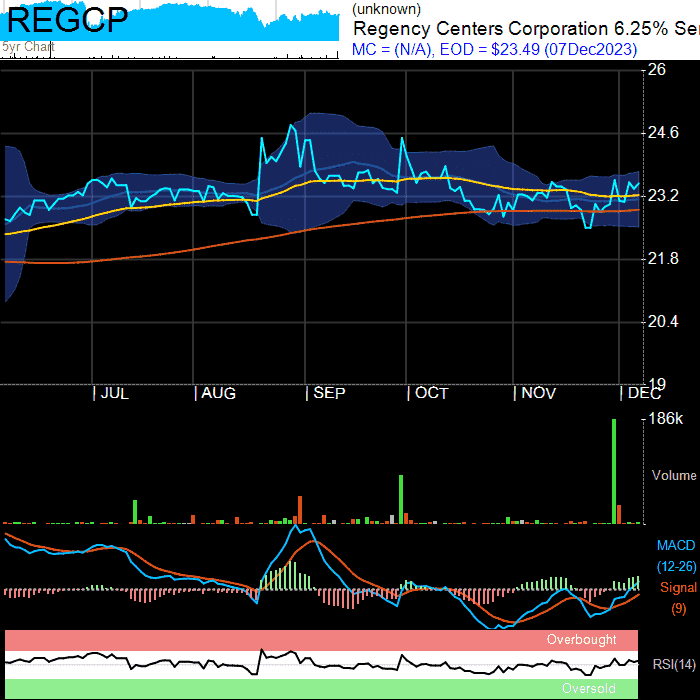 REGCP
5yr Chart
(unknown)
Regency Centers Corporation 6.25% Se
MC = (N/A), EOD = $23.49 (07Dec2023)
26
24.6
23.2
21.8
20.4
19
JUL AUG SEP OCT NOV DEC
186k
Volume
MACD
(12-26)
Signal
(9)
Overbought
RSI(14)
Oversold